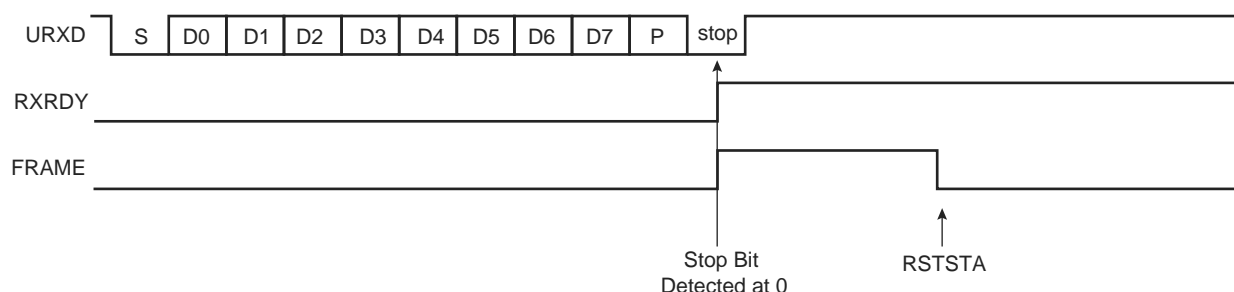 URXD S D0 D1 D2 D3 D4 D5 D6 D7 P stop
RXRDY
FRAME
Stop Bit
Detected at 0
RSTSTA